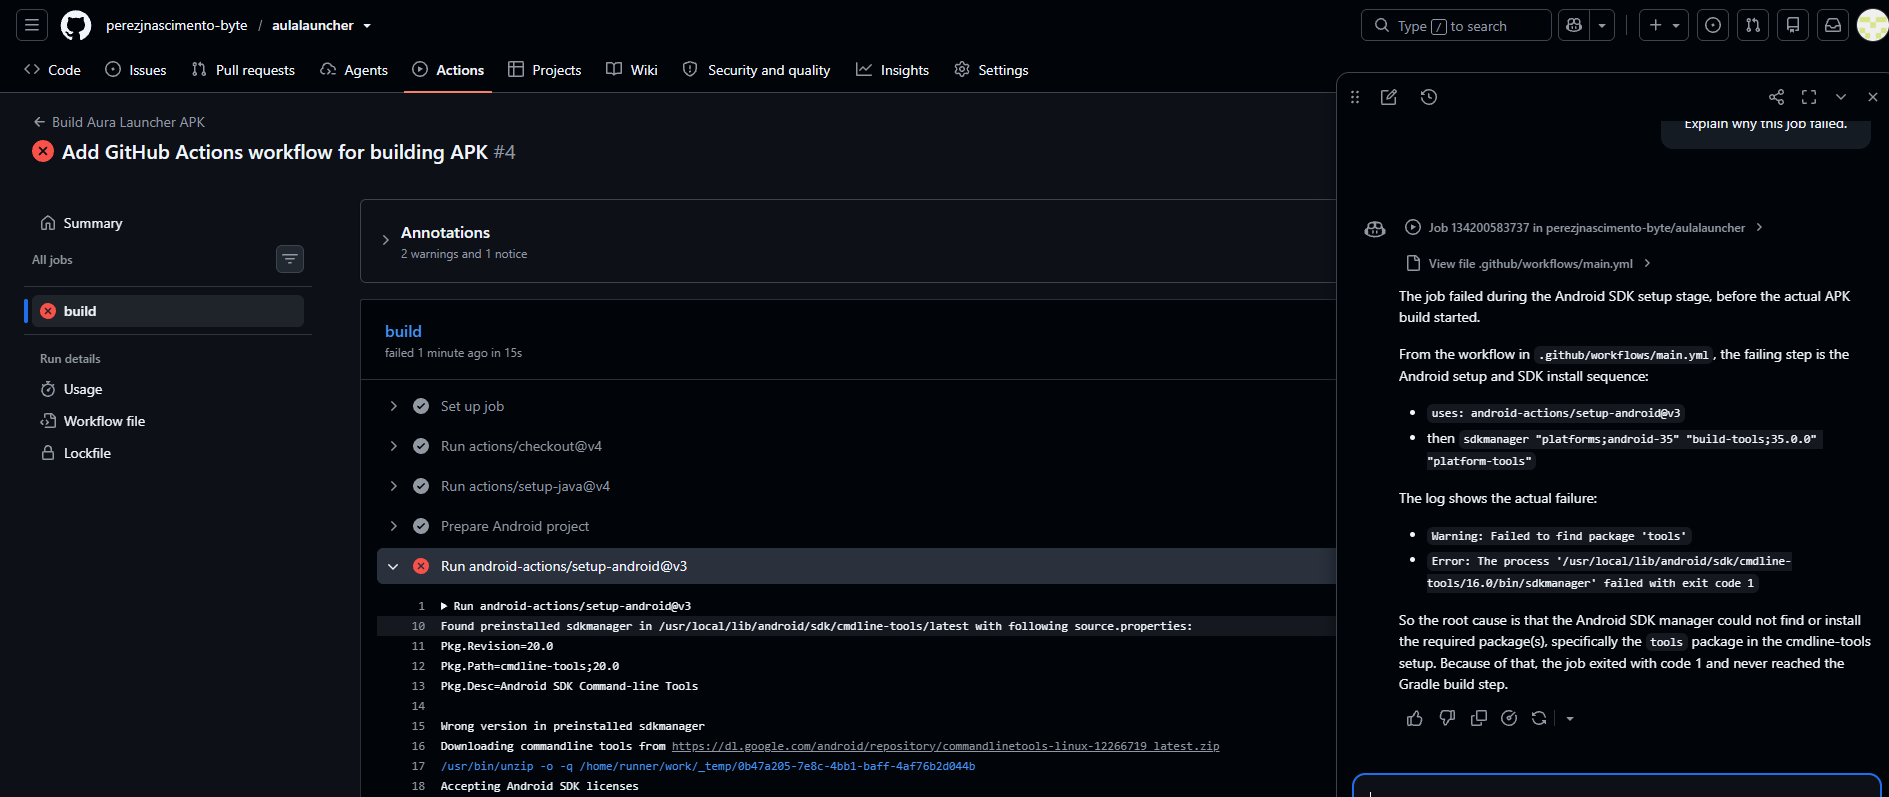 perezjnascimento-byte / aulalauncher
Type / to search
Code
Issues
Pull requests
Agents
Actions
Projects
Wiki
Security and quality
Insights
Settings
Build Aura Launcher APK
Add GitHub Actions workflow for building APK #4
Summary
All jobs
build
Run details
Usage
Workflow file
Lockfile
Annotations
2 warnings and 1 notice
build
failed 1 minute ago in 15s
Set up job
Run actions/checkout@v4
Run actions/setup-java@v4
Prepare Android project
Run android-actions/setup-android@v3
1 Run android-actions/setup-android@v3
10 Found preinstalled sdkmanager in /usr/local/lib/android/sdk/cmdline-tools/latest with following source.properties:
11 Pkg.Revision=20.0
12 Pkg.Path=cmdline-tools;20.0
13 Pkg.Desc=Android SDK Command-line Tools
14
15 Wrong version in preinstalled sdkmanager
16 Downloading commandline tools from https://dl.google.com/android/repository/commandlinetools-linux-12266719_latest.zip
17 /usr/bin/unzip -o -q /home/runner/work/_temp/0b47a205-7e8c-4bb1-baff-4af76b2d044b
18 Accepting Android SDK licenses
Explain why this job failed.
Job 134200583737 in perezjnascimento-byte/aulalauncher
View file .github/workflows/main.yml
The job failed during the Android SDK setup stage, before the actual APK
build started.
From the workflow in .github/workflows/main.yml, the failing step is the
Android setup and SDK install sequence:
• uses: android-actions/setup-android@v3
• then sdkmanager "platforms;android-35" "build-tools;35.0.0"
"platform-tools"
The log shows the actual failure:
• Warning: Failed to find package 'tools'
• Error: The process '/usr/local/lib/android/sdk/cmdline-
tools/16.0/bin/sdkmanager' failed with exit code 1
So the root cause is that the Android SDK manager could not find or install
the required package(s), specifically the tools package in the cmdline-tools
setup. Because of that, the job exited with code 1 and never reached the
Gradle build step.